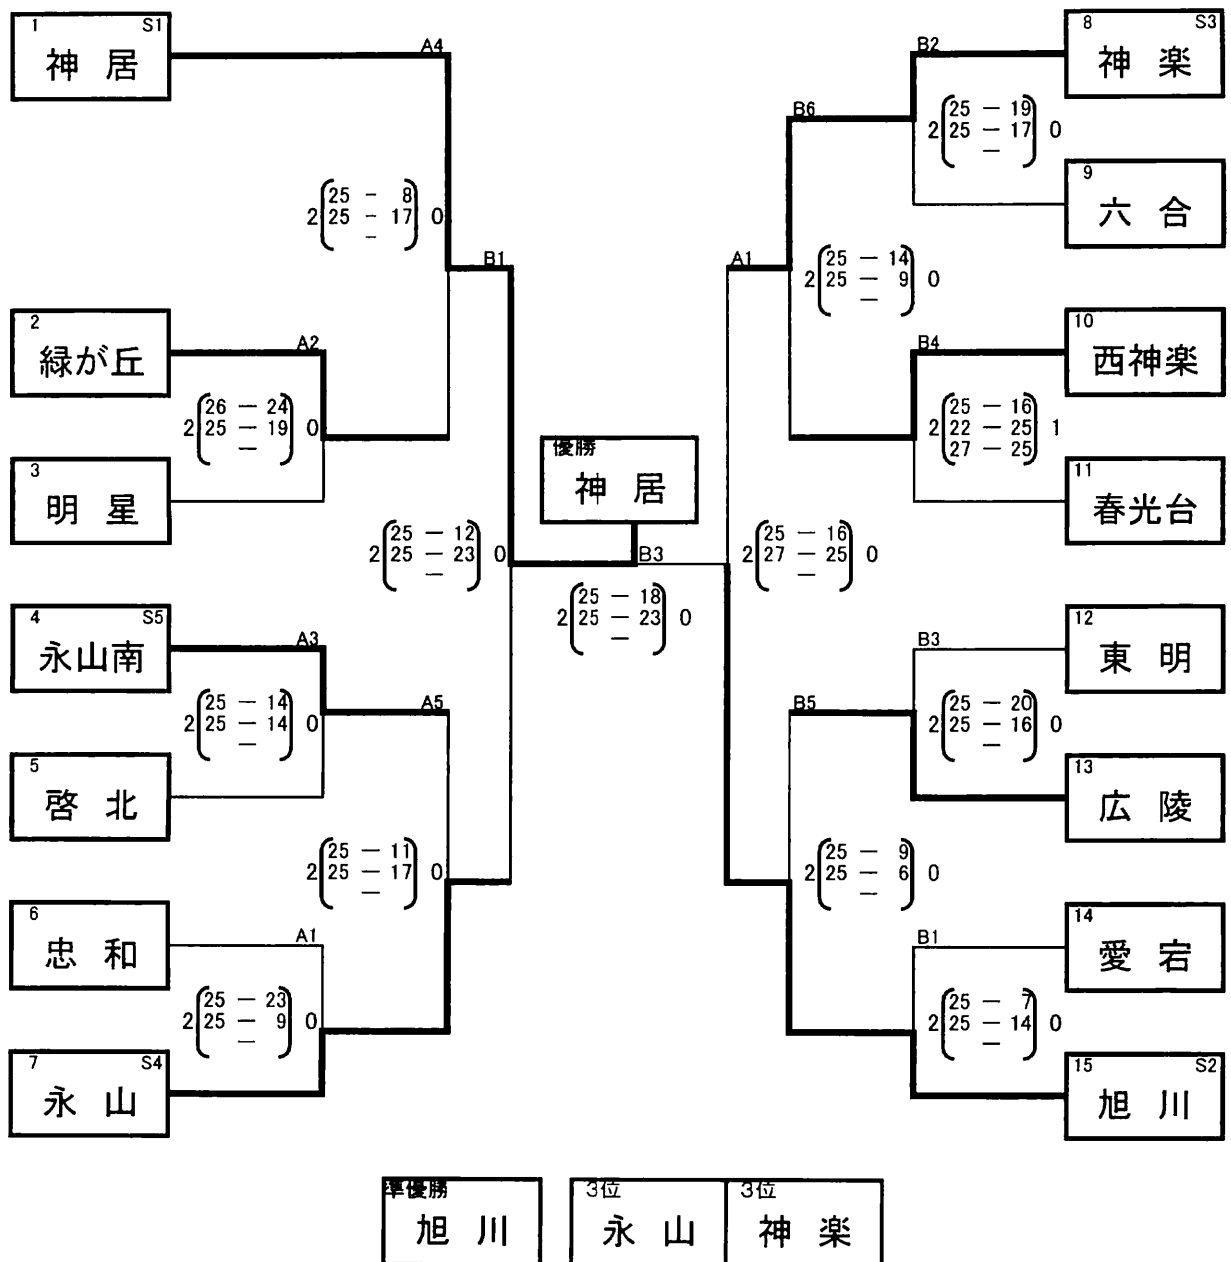 1 S1
神 居
A4
2 25 - 8 0
25 - 17
-
B1
2
緑が丘
A2
26 - 24
2 25 - 19 0
-
3
明 星
25 - 12
2 25 - 23 0
-
4 S5
永山南
A3
25 - 14
2 25 - 14 0
-
5
啓 北
A5
25 - 11
2 25 - 17 0
-
6
忠 和
A1
25 - 23
2 25 - 9 0
-
7 S4
永 山
優勝
神 居
B3
25 - 18
2 25 - 23 0
-
8 S3
神 楽
B2
25 - 19
2 25 - 17 0
-
9
六 合
B6
25 - 14
2 25 - 9 0
-
A1
10
西神楽
B4
25 - 16
2 22 - 25 1
27 - 25
11
春光台
25 - 16
2 27 - 25 0
-
12
東 明
B3
25 - 20
2 25 - 16 0
-
13
広 陵
B5
25 - 9
2 25 - 6 0
-
14
愛 宕
B1
25 - 7
2 25 - 14 0
-
15 S2
旭 川
準優勝
旭 川
3位
永 山
3位
神 楽